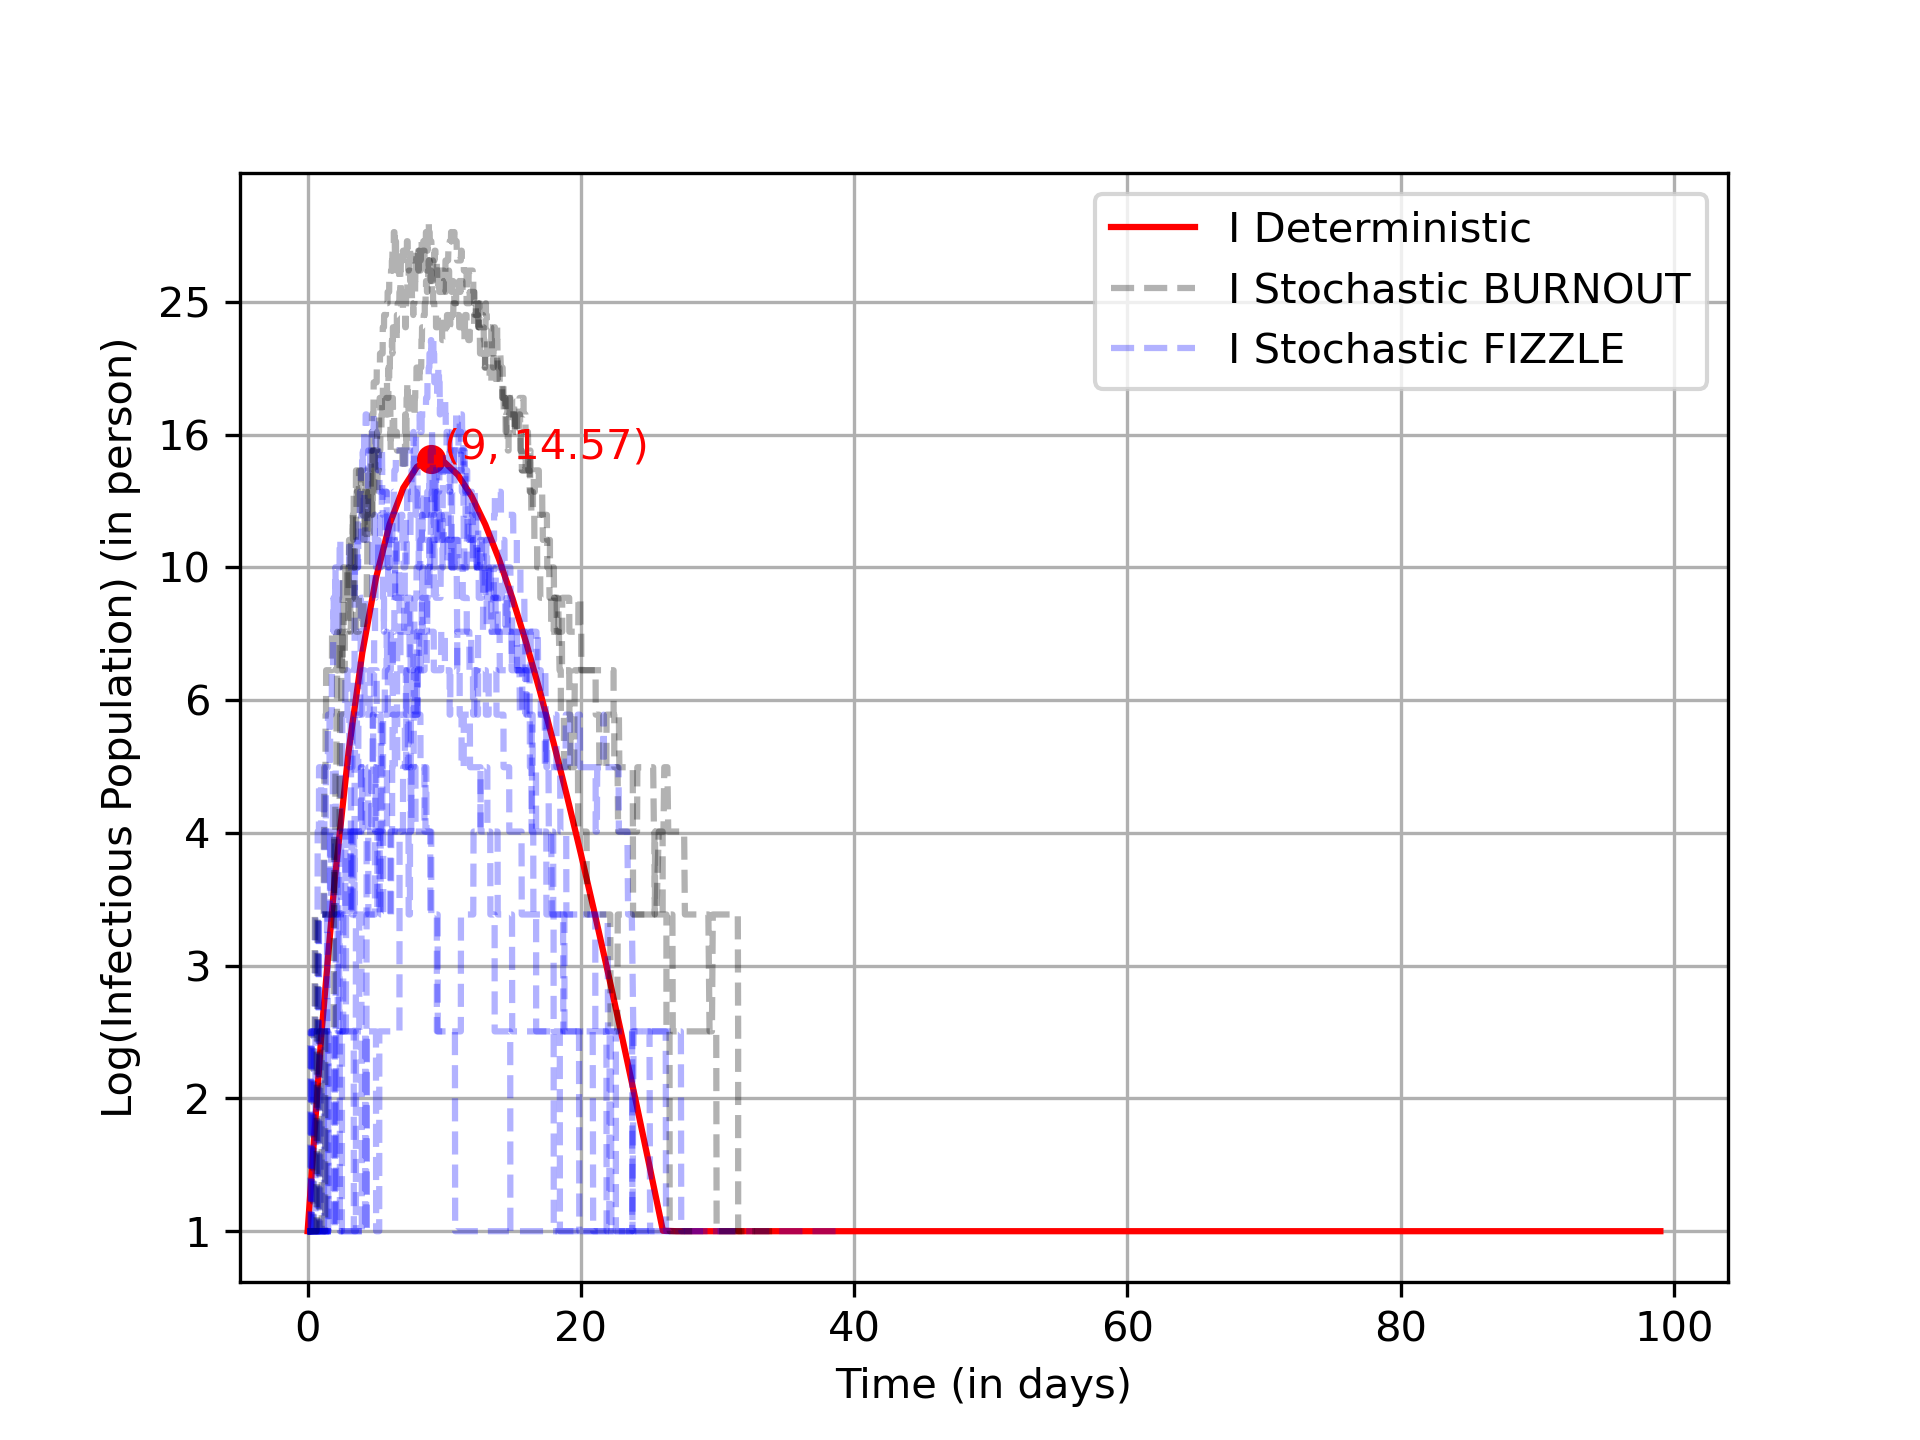 I Deterministic
I Stochastic BURNOUT
I Stochastic FIZZLE
(9, 14.57)
Log(Infectious Population) (in person)
25
16
10
6
4
3
2
1
0 20 40 60 80 100
Time (in days)